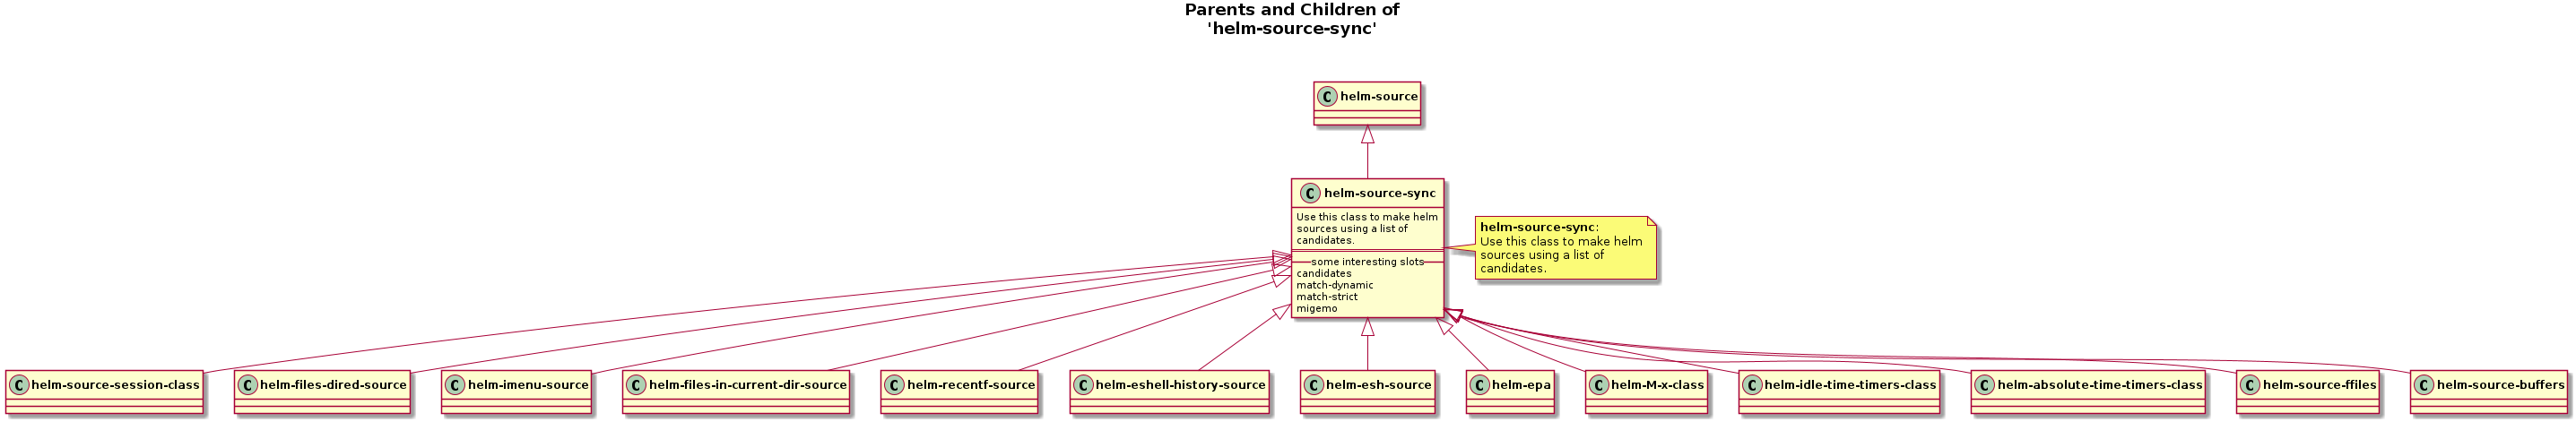 Parents and Children of
'helm-source-sync'
C helm-source
C helm-source-sync
Use this class to make helm
sources using a list of
candidates.
some interesting slots
candidates
match-dynamic
match-strict
migemo
helm-source-sync:
Use this class to make helm
sources using a list of
candidates.
C helm-source-session-class
C helm-files-dired-source
C helm-imenu-source
C helm-files-in-current-dir-source
C helm-recentf-source
C helm-eshell-history-source
C helm-esh-source
C helm-epa
C helm-M-x-class
C helm-idle-time-timers-class
C helm-absolute-time-timers-class
C helm-source-ffiles
C helm-source-buffers